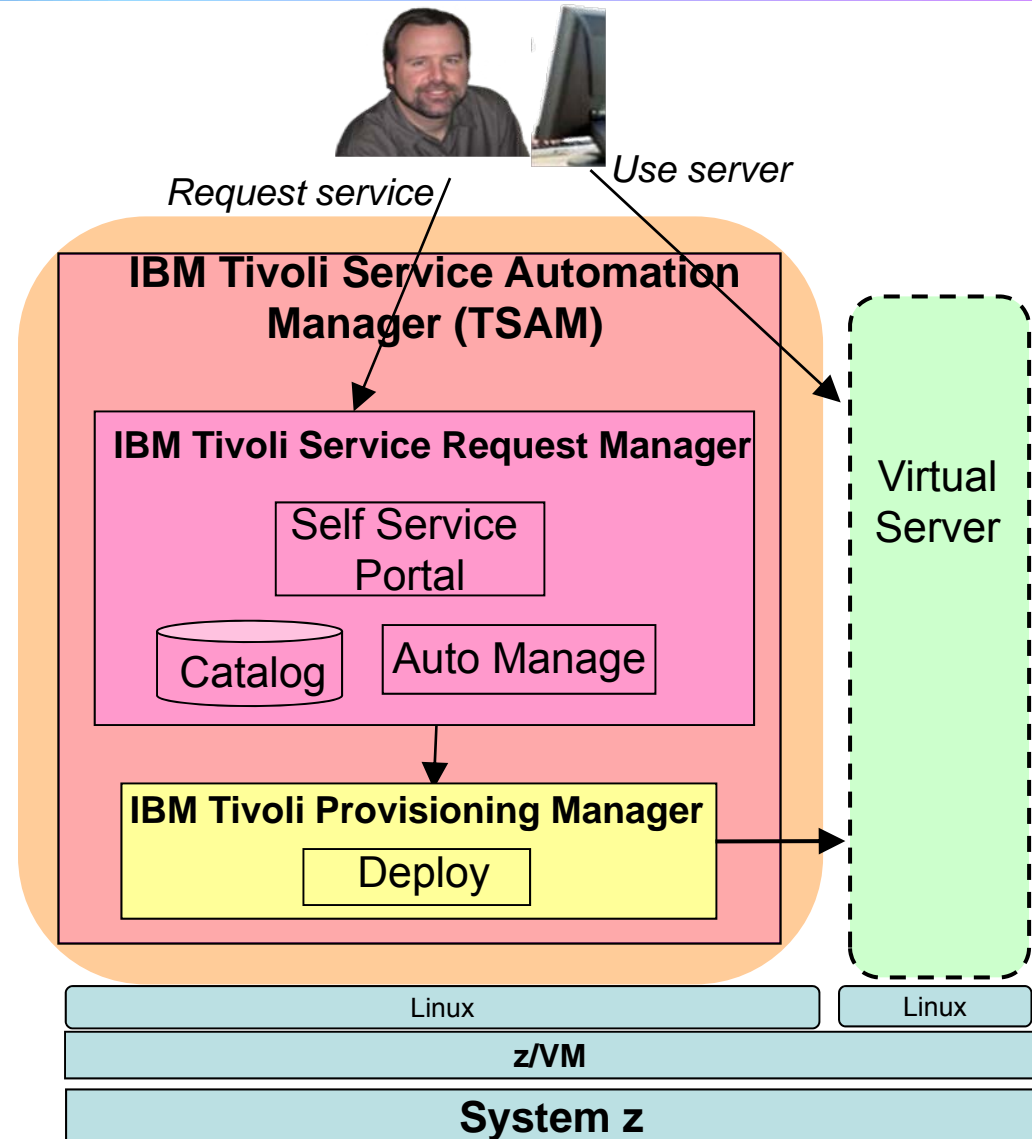 Request service
Use server
IBM Tivoli Service Automation
Manager (TSAM)
IBM Tivoli Service Request Manager
Self Service
Portal
Catalog
Auto Manage
IBM Tivoli Provisioning Manager
Deploy
Virtual
Server
Linux
Linux
z/VM
System z